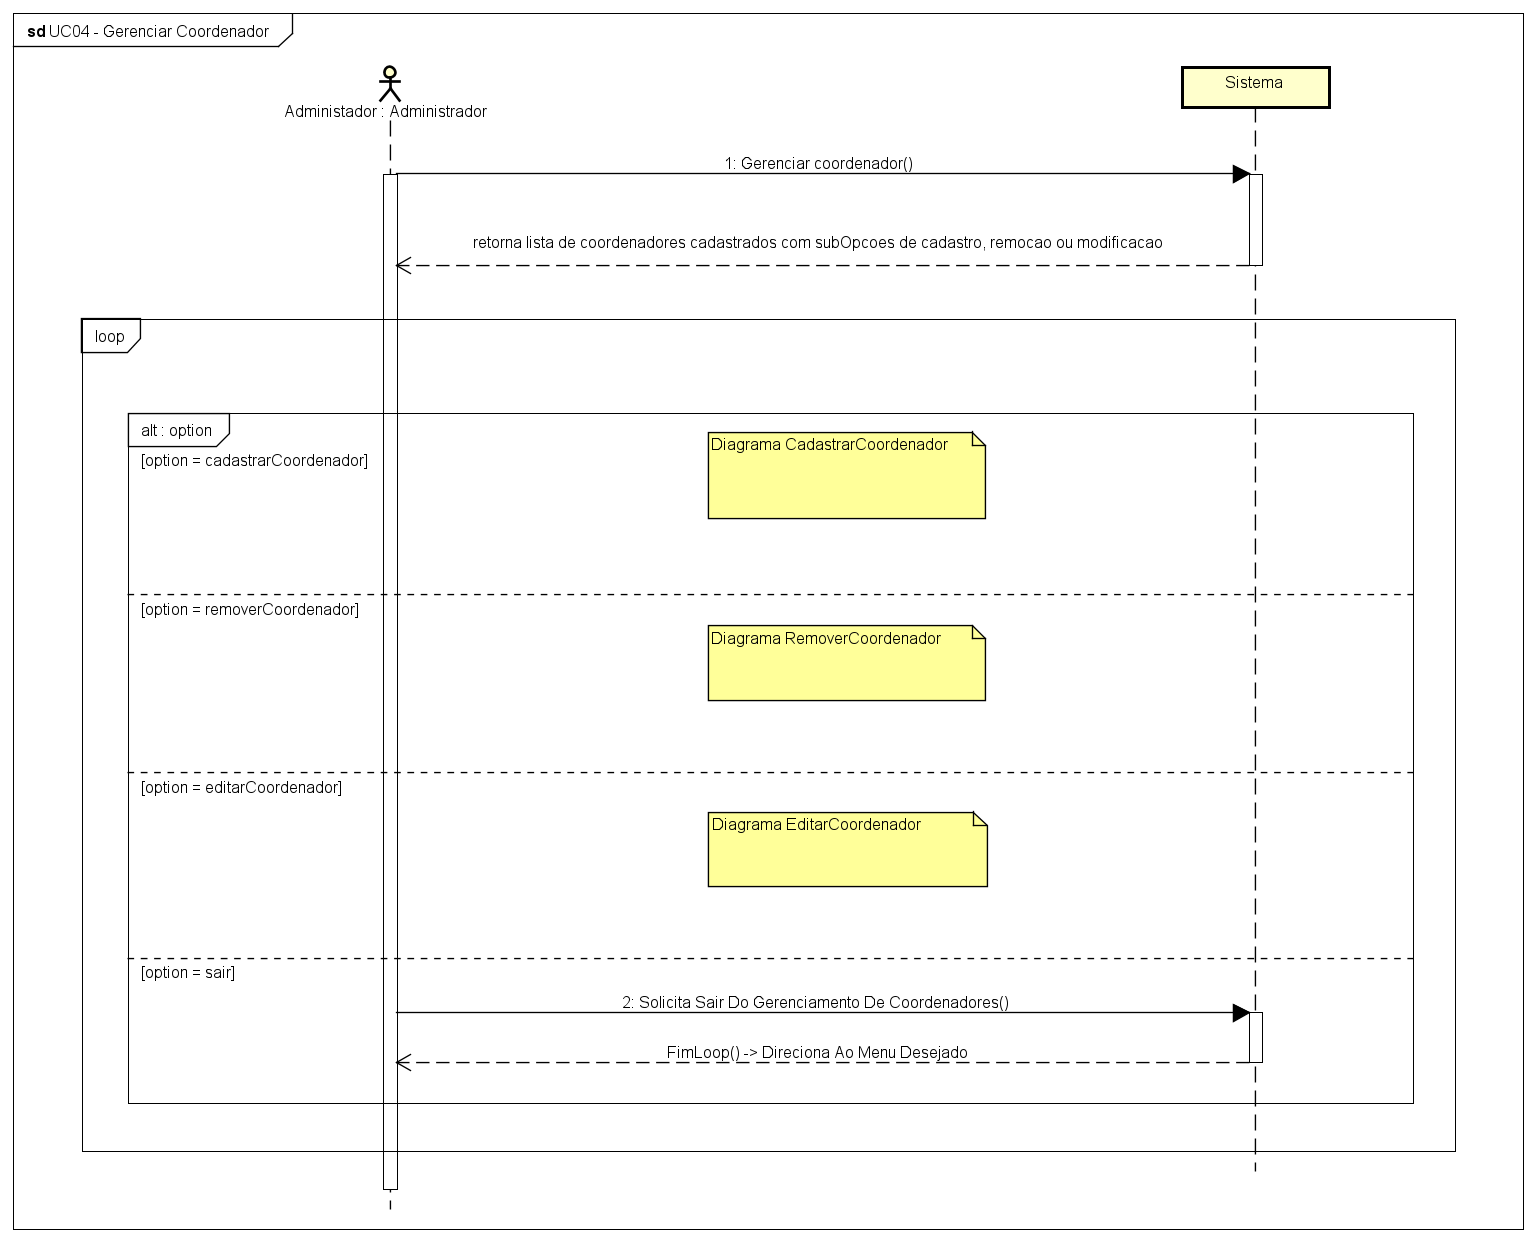 sd UC04 - Gerenciar Coordenador
Administador : Administrador
Sistema
1: Gerenciar coordenador()
retorna lista de coordenadores cadastrados com subOpcoes de cadastro, remocao ou modificacao
loop
alt : option
[option = cadastrarCoordenador]
Diagrama CadastrarCoordenador
[option = removerCoordenador]
Diagrama RemoverCoordenador
[option = editarCoordenador]
Diagrama EditarCoordenador
[option = sair]
2: Solicita Sair Do Gerenciamento De Coordenadores()
FimLoop() -> Direciona Ao Menu Desejado